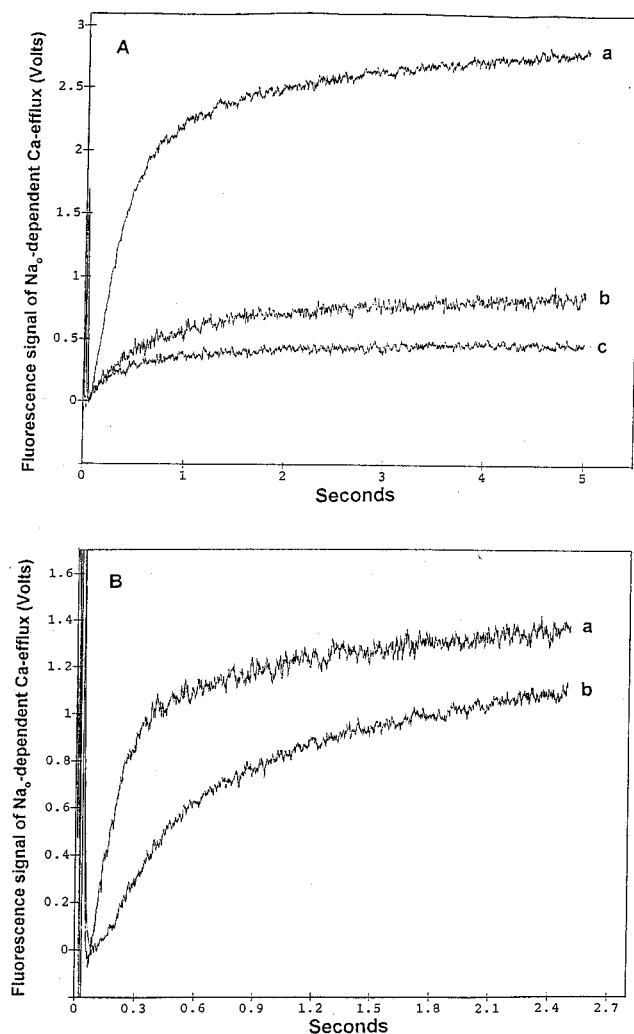 A
Fluorescence signal of Naₒ-dependent Ca-efflux (Volts)
3
2.5
2
1.5
1
0.5
0
a
b
c
0 1 2 3 4 5
Seconds
B
Fluorescence signal of Naₒ-dependent Ca-efflux (Volts)
1.6
1.4
1.2
1
0.8
0.6
0.4
0.2
0
a
b
0 0.3 0.6 0.9 1.2 1.5 1.8 2.1 2.4 2.7
Seconds